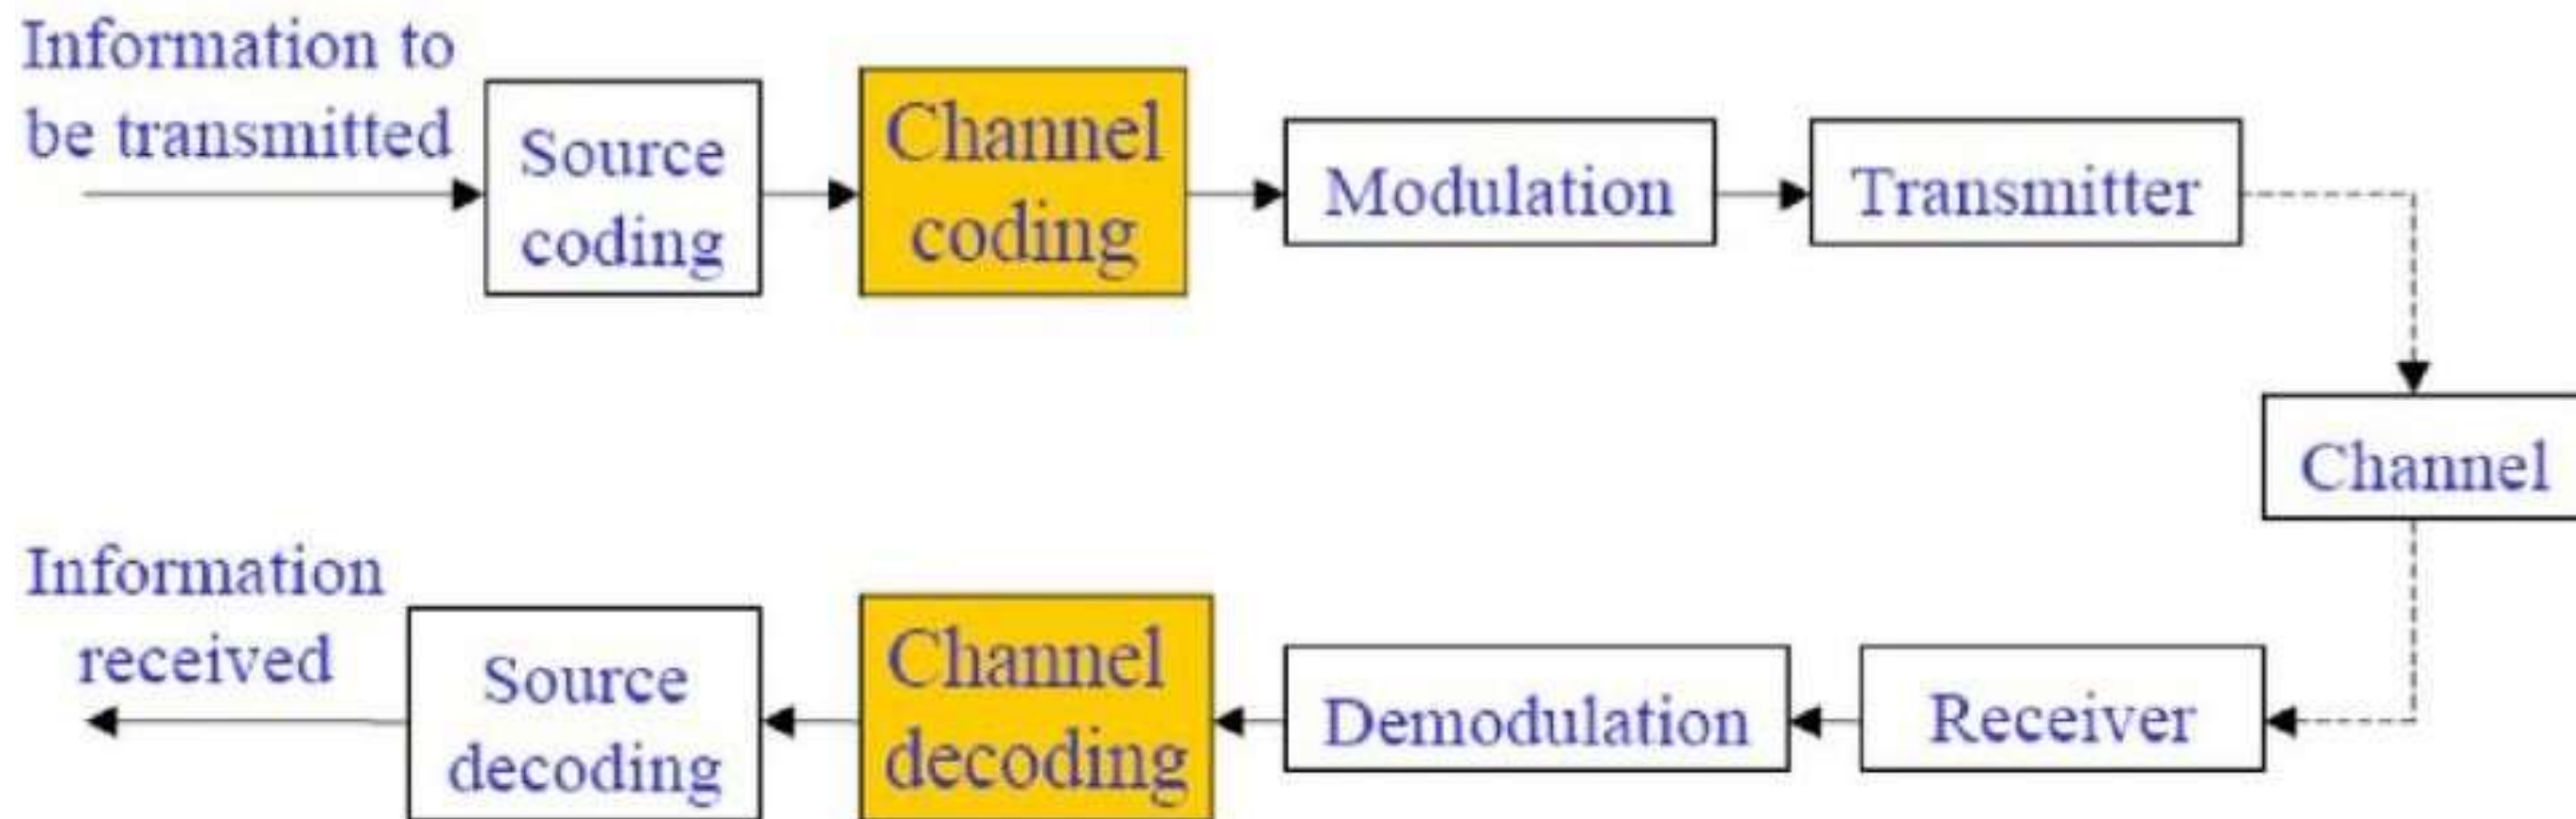 Information to
be transmitted
Source
coding
Channel
coding
Modulation
Transmitter
Channel
Information
received
Source
decoding
Channel
decoding
Demodulation
Receiver